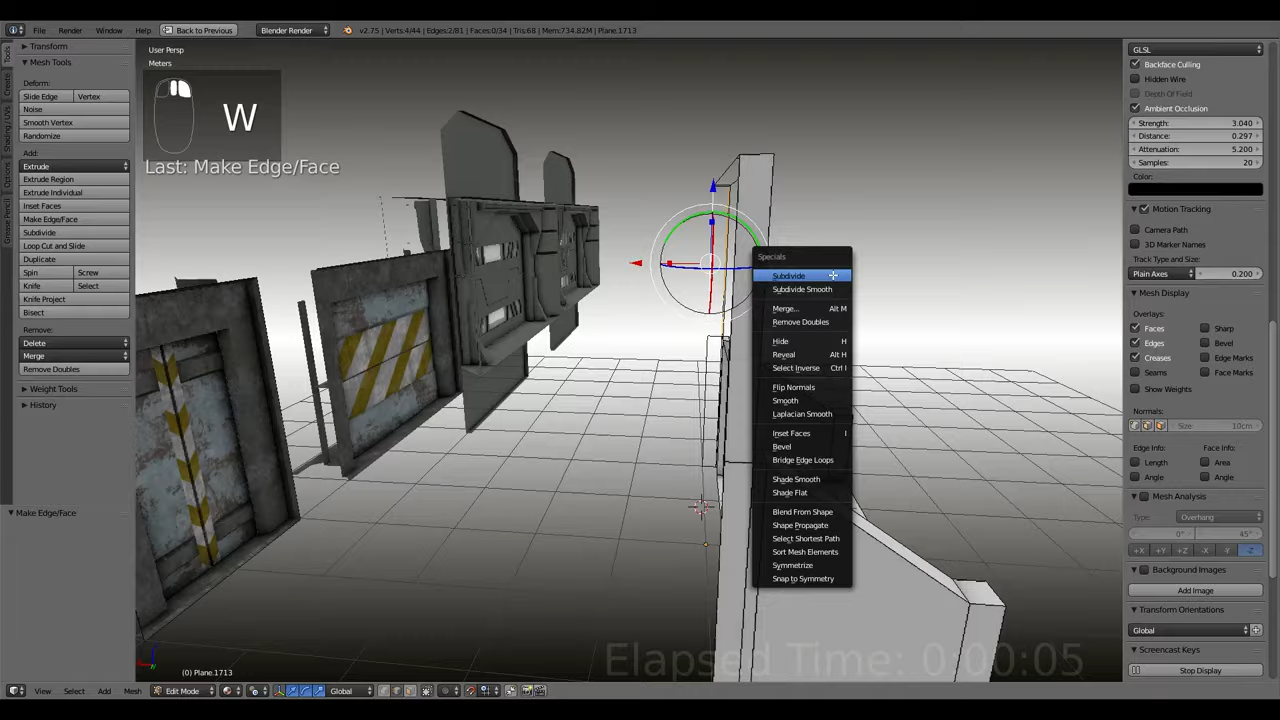 File Render Window Help Back to Previous Blender Render v2.75 | Verts:4/44 | Edges:2/81 | Faces:0/34 | Tris:68 | Mem:734.82M | Plane.1713
Tools
Create
Shading / UVs
Options
Grease Pencil
Transform
Mesh Tools
Deform:
Slide Edge Vertex
Noise
Smooth Vertex
Randomize
Add:
Extrude
Extrude Region
Extrude Individual
Inset Faces
Make Edge/Face
Subdivide
Loop Cut and Slide
Duplicate
Spin Screw
Knife Select
Knife Project
Bisect
Remove:
Delete
Merge
Remove Doubles
Weight Tools
History
Make Edge/Face
User Persp
Meters
W
Last: Make Edge/Face
Specials
Subdivide
Subdivide Smooth
Merge... Alt M
Remove Doubles
Hide H
Reveal Alt H
Select Inverse Ctrl I
Flip Normals
Smooth
Laplacian Smooth
Inset Faces I
Bevel
Bridge Edge Loops
Shade Smooth
Shade Flat
Blend From Shape
Shape Propagate
Select Shortest Path
Sort Mesh Elements
Symmetrize
Snap to Symmetry
Elapsed Time: 0:00:05
(0) Plane.1713
GLSL
Backface Culling
Hidden Wire
Depth Of Field
Ambient Occlusion
Strength: 3.040
Distance: 0.297
Attenuation: 5.200
Samples: 20
Color:
Motion Tracking
Camera Path
3D Marker Names
Track Type and Size:
Plain Axes 0.200
Mesh Display
Overlays:
Faces Sharp
Edges Bevel
Creases Edge Marks
Seams Face Marks
Show Weights
Normals:
Size: 10cm
Edge Info: Face Info:
Length Area
Angle Angle
Mesh Analysis
Type: Overhang
0° 45°
+X +Y +Z -X -Y -Z
Background Images
Add Image
Transform Orientations
Global
Screencast Keys
Stop Display
View Select Add Mesh Edit Mode Global